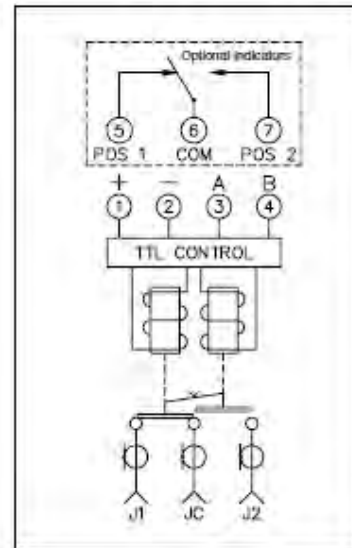 Optional indicators
5 6 7
POS 1 COM POS 2
+ − A B
1 2 3 4
TTL CONTROL
J1 JC J2